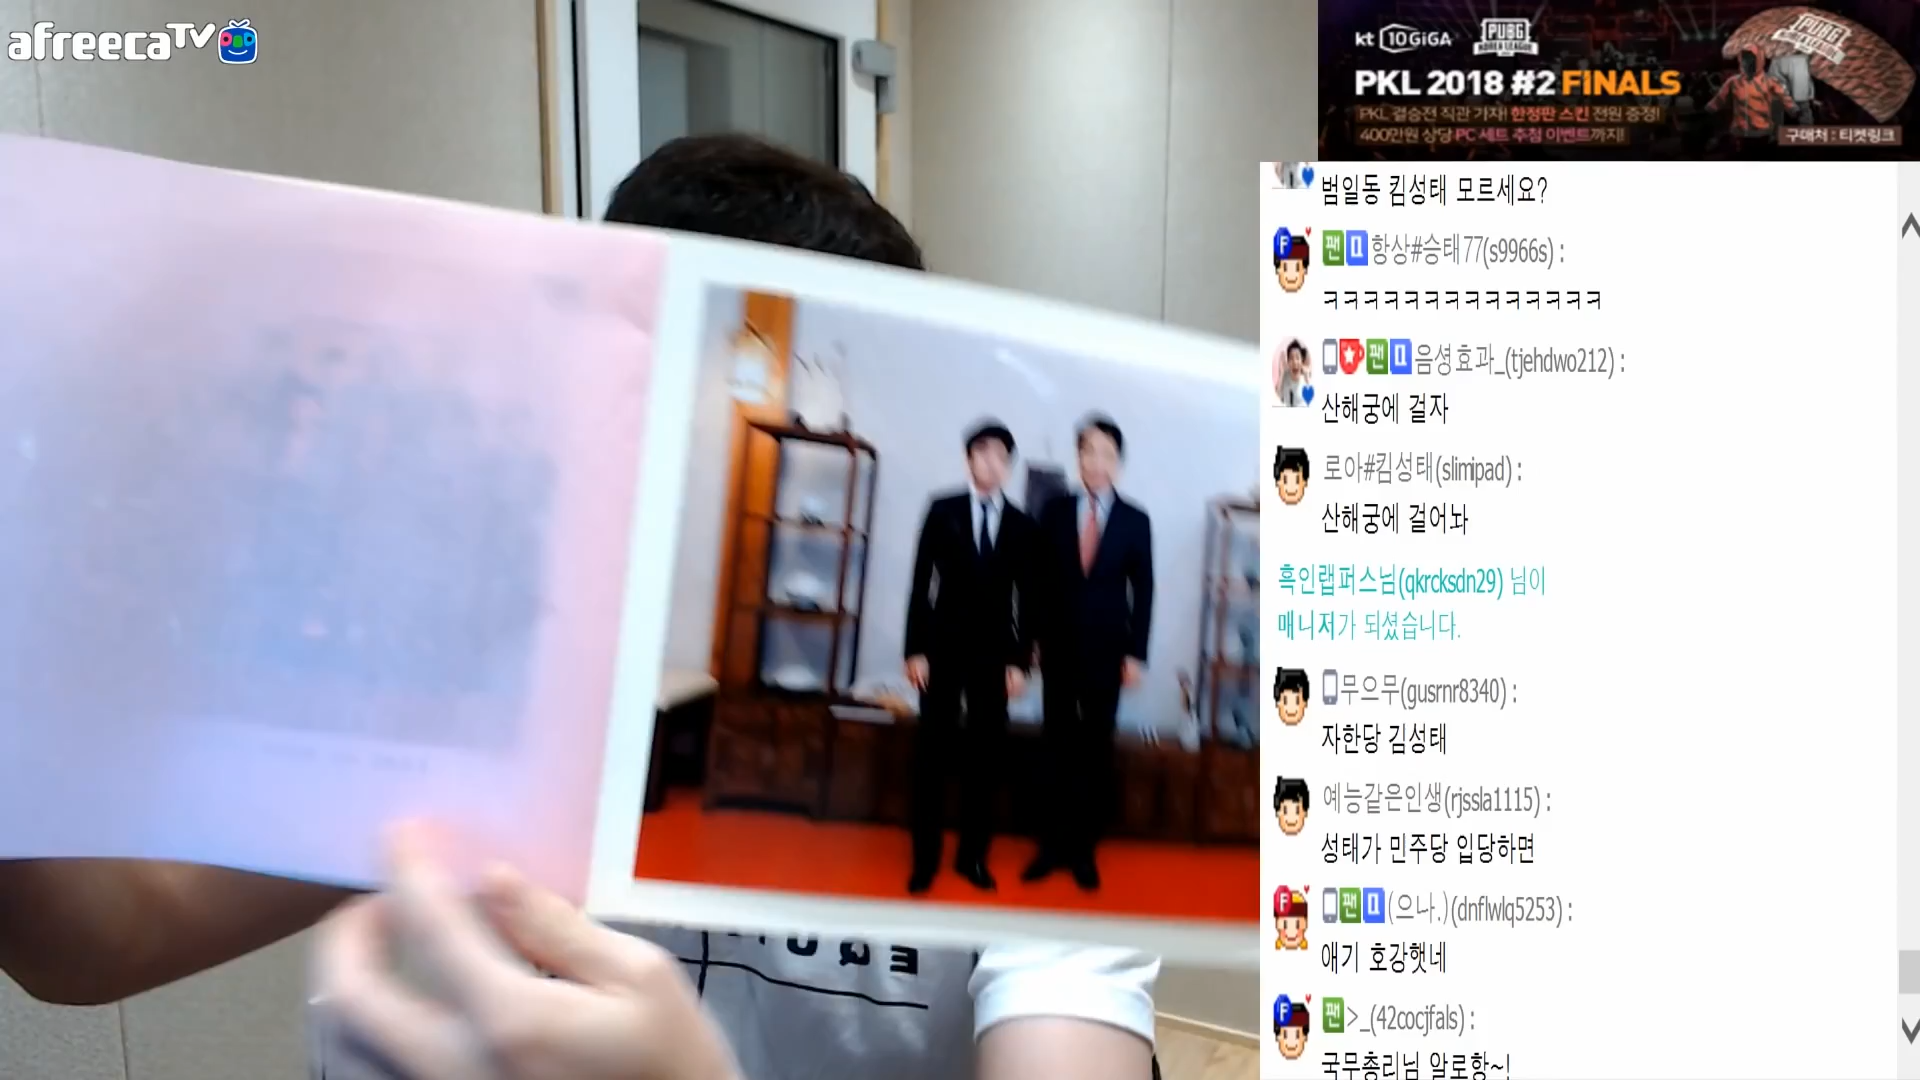 afreecaTV
kt 10GiGA PUBG KOREA LEAGUE
PKL 2018 #2 FINALS
PKL 결승전 직관 가자! 한정판 스킨 전원 증정!
400만원 상당 PC 세트 추첨 이벤트까지!
구매처 : 티켓링크
범일동 킴성태 모르세요?
팬 항상#승태77(s9966s) :
ㅋㅋㅋㅋㅋㅋㅋㅋㅋㅋㅋㅋㅋㅋ
팬 음셩효과_(tjehdwo212) :
산해궁에 걸자
로아#킴성태(slimipad) :
산해궁에 걸어놔
흑인랩퍼스님(qkrcksdn29) 님이
매니저가 되셨습니다.
무으무(gusrnr8340) :
자한당 김성태
예능같은인생(rjssla1115) :
성태가 민주당 입당하면
팬 (으나.)(dnflwlq5253) :
애기 호강햇네
팬 >_(42cocjfals) :
국무총리님 알로항~!